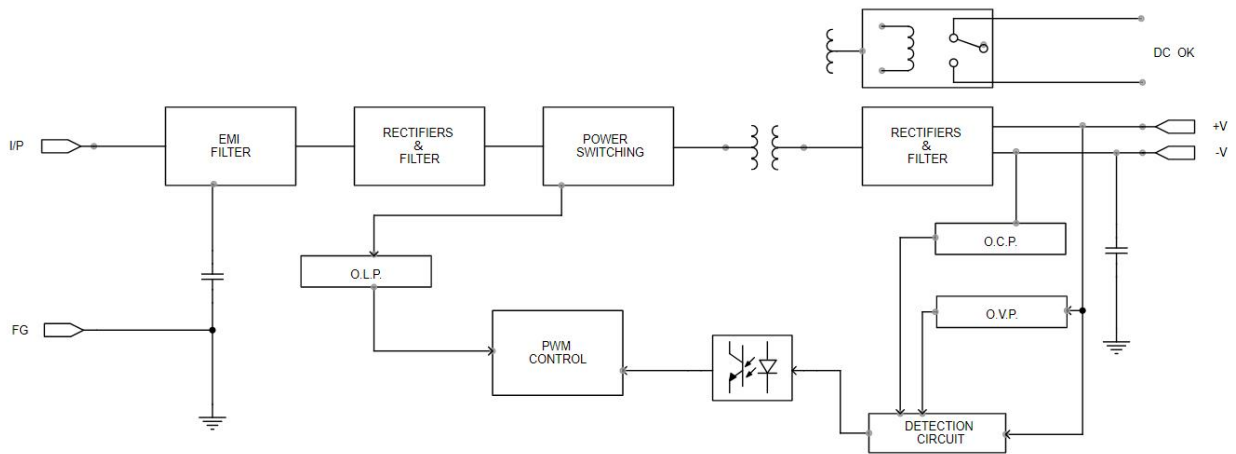 DC OK
I/P
EMI
FILTER
RECTIFIERS
&
FILTER
POWER
SWITCHING
RECTIFIERS
&
FILTER
+V
-V
O.C.P.
O.L.P.
O.V.P.
FG
PWM
CONTROL
DETECTION
CIRCUIT